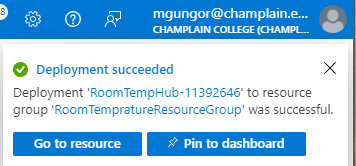 mgungor@champlain.e...
CHAMPLAIN COLLEGE (CHAMPL...
Deployment succeeded
Deployment 'RoomTempHub-11392646' to resource
group 'RoomTempratureResourceGroup' was successful.
Go to resource
Pin to dashboard